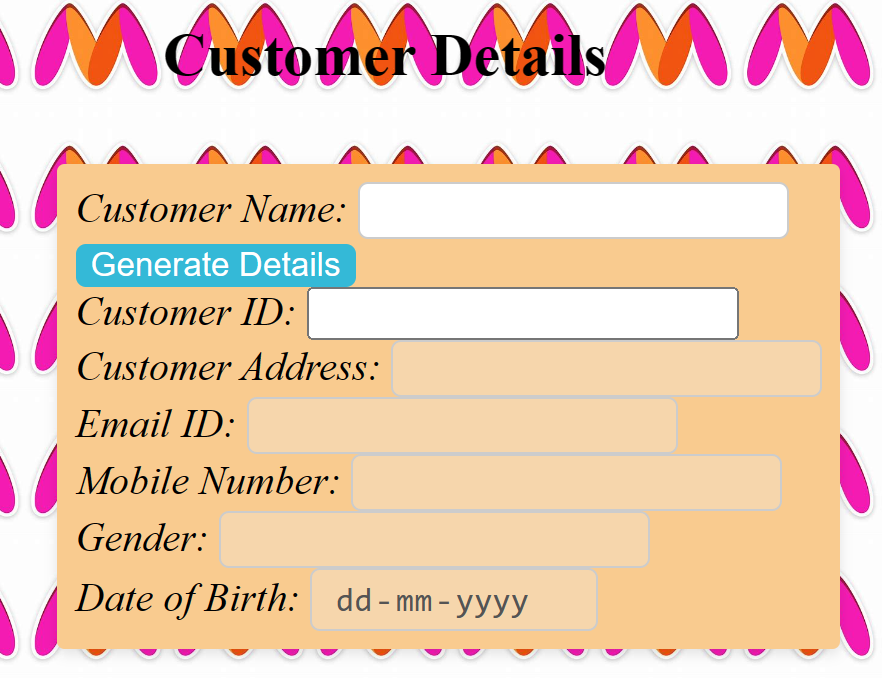 Customer Details
Customer Name:
Generate Details
Customer ID:
Customer Address:
Email ID:
Mobile Number:
Gender:
Date of Birth: dd-mm-yyyy